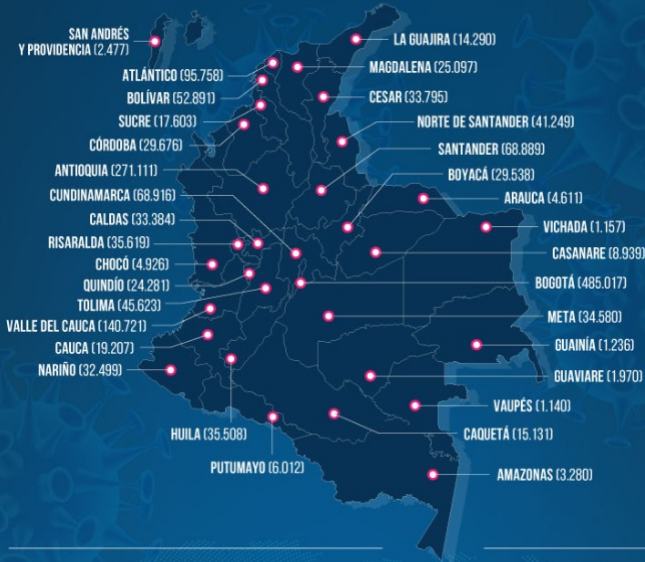 SAN ANDRÉS
Y PROVIDENCIA (2.477)
ATLÁNTICO (95.758)
BOLÍVAR (52.891)
SUCRE (17.603)
CÓRDOBA (29.676)
ANTIOQUIA (271.111)
CUNDINAMARCA (68.916)
CALDAS (33.384)
RISARALDA (35.619)
CHOCÓ (4.926)
QUINDÍO (24.281)
TOLIMA (45.623)
VALLE DEL CAUCA (140.721)
CAUCA (19.207)
NARIÑO (32.499)
HUILA (35.508)
PUTUMAYO (6.012)
LA GUAJIRA (14.290)
MAGDALENA (25.097)
CESAR (33.795)
NORTE DE SANTANDER (41.249)
SANTANDER (68.889)
BOYACÁ (29.538)
ARAUCA (4.611)
VICHADA (1.157)
CASANARE (8.939)
BOGOTÁ (485.017)
META (34.580)
GUAINÍA (1.236)
GUAVIARE (1.970)
VAUPÉS (1.140)
CAQUETÁ (15.131)
AMAZONAS (3.280)